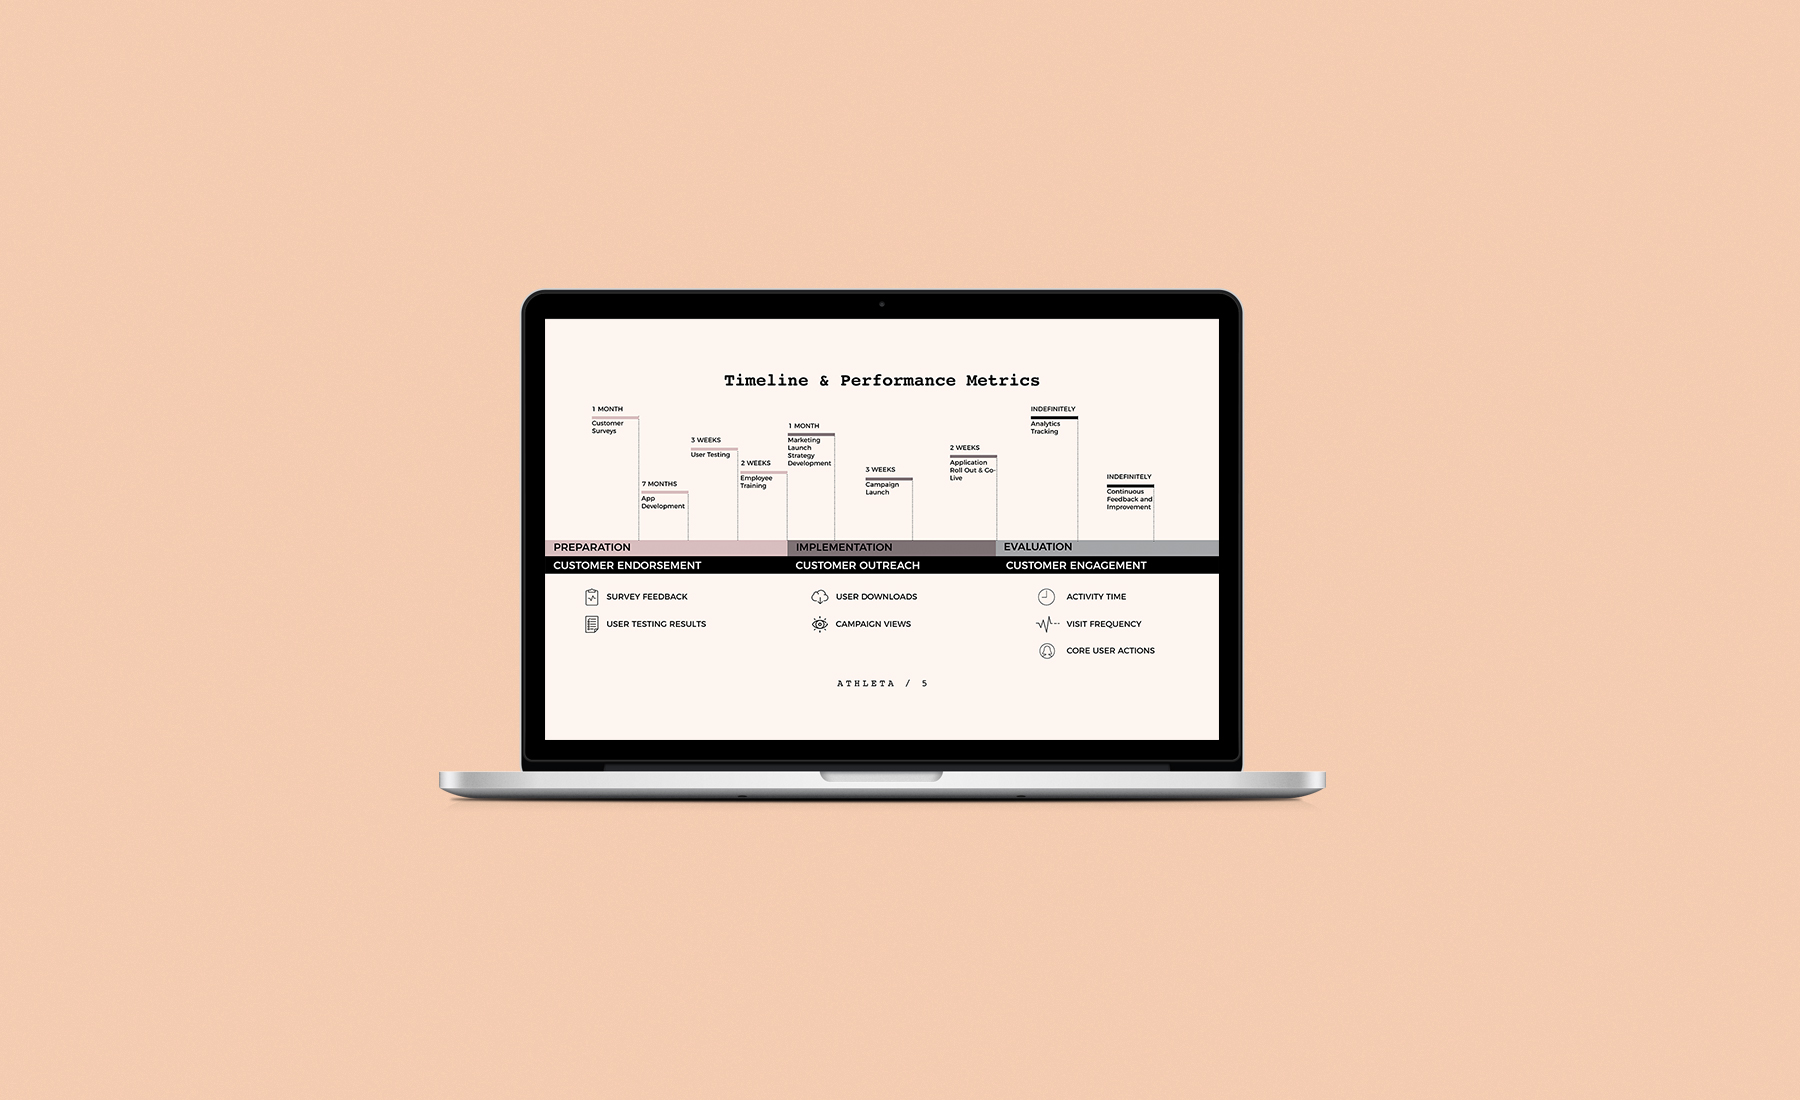 Timeline & Performance Metrics
1 MONTH
Customer
Surveys
7 MONTHS
App
Development
3 WEEKS
User Testing
2 WEEKS
Employee
Training
1 MONTH
Marketing
Launch
Strategy
Development
3 WEEKS
Campaign
Launch
2 WEEKS
Application
Roll Out & Go-
Live
INDEFINITELY
Analytics
Tracking
INDEFINITELY
Continuous
Feedback and
Improvement
PREPARATION
IMPLEMENTATION
EVALUATION
CUSTOMER ENDORSEMENT
CUSTOMER OUTREACH
CUSTOMER ENGAGEMENT
SURVEY FEEDBACK
USER TESTING RESULTS
USER DOWNLOADS
CAMPAIGN VIEWS
ACTIVITY TIME
VISIT FREQUENCY
CORE USER ACTIONS
ATHLETA / 5